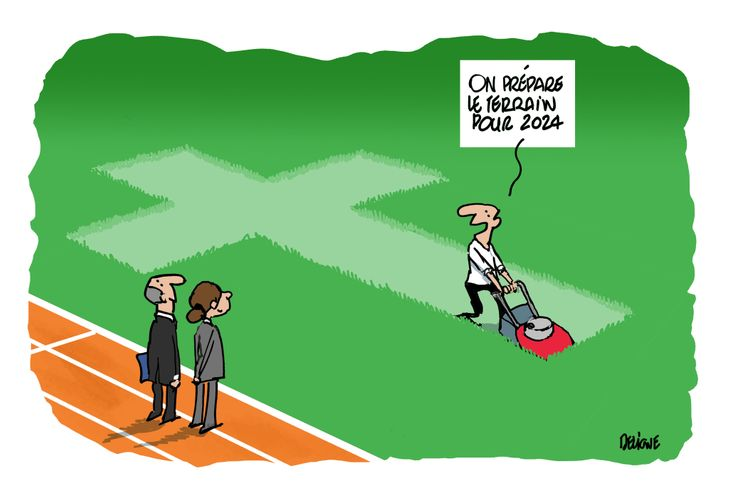 ON PRÉPARE
LE TERRAIN
POUR 2024
DELIGNE